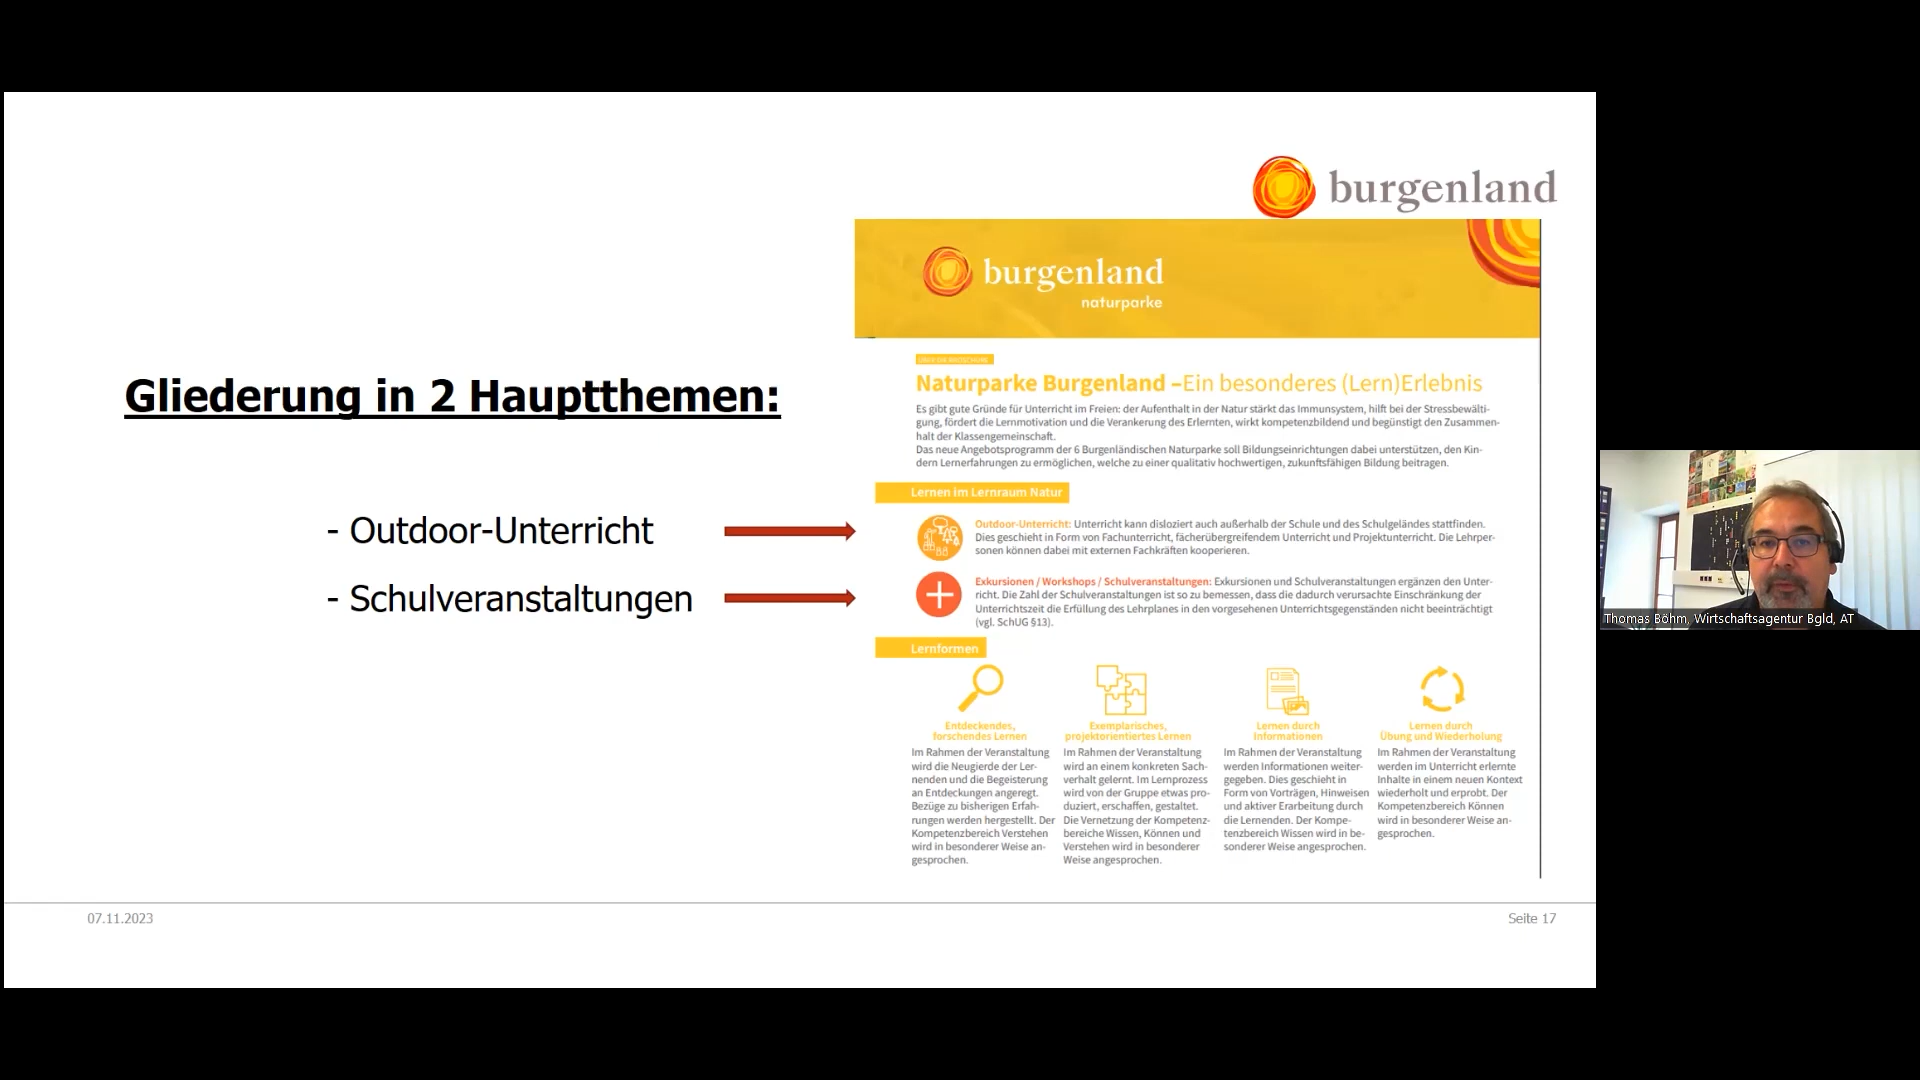 burgenland
burgenland
naturparke
Naturparke Burgenland –Ein besonderes (Lern)Erlebnis
Es gibt gute Gründe für Unterricht im Freien: der Aufenthalt in der Natur stärkt das Immunsystem, hilft bei der Stressbewälti-
gung, fördert die Lernmotivation und die Verankerung des Erlernten, wirkt kompetenzbildend und begünstigt den Zusammen-
halt der Klassengemeinschaft.
Das neue Angebotsprogramm der 6 Burgenländischen Naturparke soll Bildungseinrichtungen dabei unterstützen, den Kin-
dern Lernerfahrungen zu ermöglichen, welche zu einer qualitativ hochwertigen, zukunftsfähigen Bildung beitragen.
Gliederung in 2 Hauptthemen:
- Outdoor-Unterricht
- Schulveranstaltungen
Lernen im Lernraum Natur
Outdoor-Unterricht: Unterricht kann disloziert auch außerhalb der Schule und des Schulgeländes stattfinden.
Dies geschieht in Form von Fachunterricht, fächerübergreifendem Unterricht und Projektunterricht. Die Lehrper-
sonen können dabei mit externen Fachkräften kooperieren.
Exkursionen / Workshops / Schulveranstaltungen: Exkursionen und Schulveranstaltungen ergänzen den Unter-
richt. Die Zahl der Schulveranstaltungen ist so zu bemessen, dass die dadurch verursachte Einschränkung der
Unterrichtszeit die Erfüllung des Lehrplanes in den vorgesehenen Unterrichtsgegenständen nicht beeinträchtigt
(vgl. SchUG §13).
Lernformen
Entdeckendes,
forschendes Lernen
Im Rahmen der Veranstaltung
wird die Neugierde der Ler-
nenden und die Begeisterung
an Entdeckungen angeregt.
Bezüge zu bisherigen Erfah-
rungen werden hergestellt. Der
Kompetenzbereich Verstehen
wird in besonderer Weise an-
gesprochen.
Exemplarisches,
projektorientiertes Lernen
Im Rahmen der Veranstaltung
wird an einem konkreten Sach-
verhalt gelernt. Im Lernprozess
wird von der Gruppe etwas pro-
duziert, erschaffen, gestaltet.
Die Vernetzung der Kompetenz-
bereiche Wissen, Können und
Verstehen wird in besonderer
Weise angesprochen.
Lernen durch
Informationen
Im Rahmen der Veranstaltung
werden Informationen weiter-
gegeben. Dies geschieht in
Form von Vorträgen, Hinweisen
und aktiver Erarbeitung durch
die Lernenden. Der Kompe-
tenzbereich Wissen wird in be-
sonderer Weise angesprochen.
Lernen durch
Übung und Wiederholung
Im Rahmen der Veranstaltung
werden im Unterricht erlernte
Inhalte in einem neuen Kontext
wiederholt und erprobt. Der
Kompetenzbereich Können
wird in besonderer Weise an-
gesprochen.
07.11.2023
Seite 17
Thomas Böhm, Wirtschaftsagentur Bgld, AT